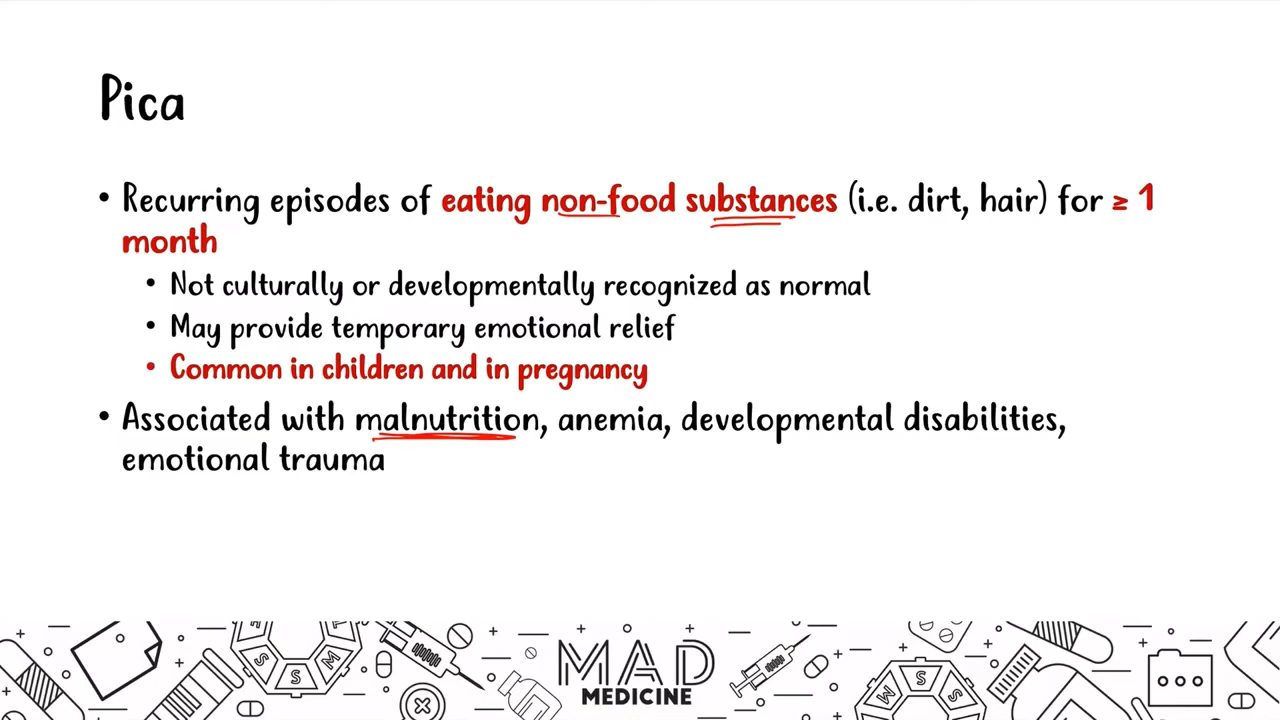 Pica
• Recurring episodes of eating non-food substances (i.e. dirt, hair) for ≥ 1
month
• Not culturally or developmentally recognized as normal
• May provide temporary emotional relief
• Common in children and in pregnancy
• Associated with malnutrition, anemia, developmental disabilities,
emotional trauma
S S M
M S S
MAD
MEDICINE